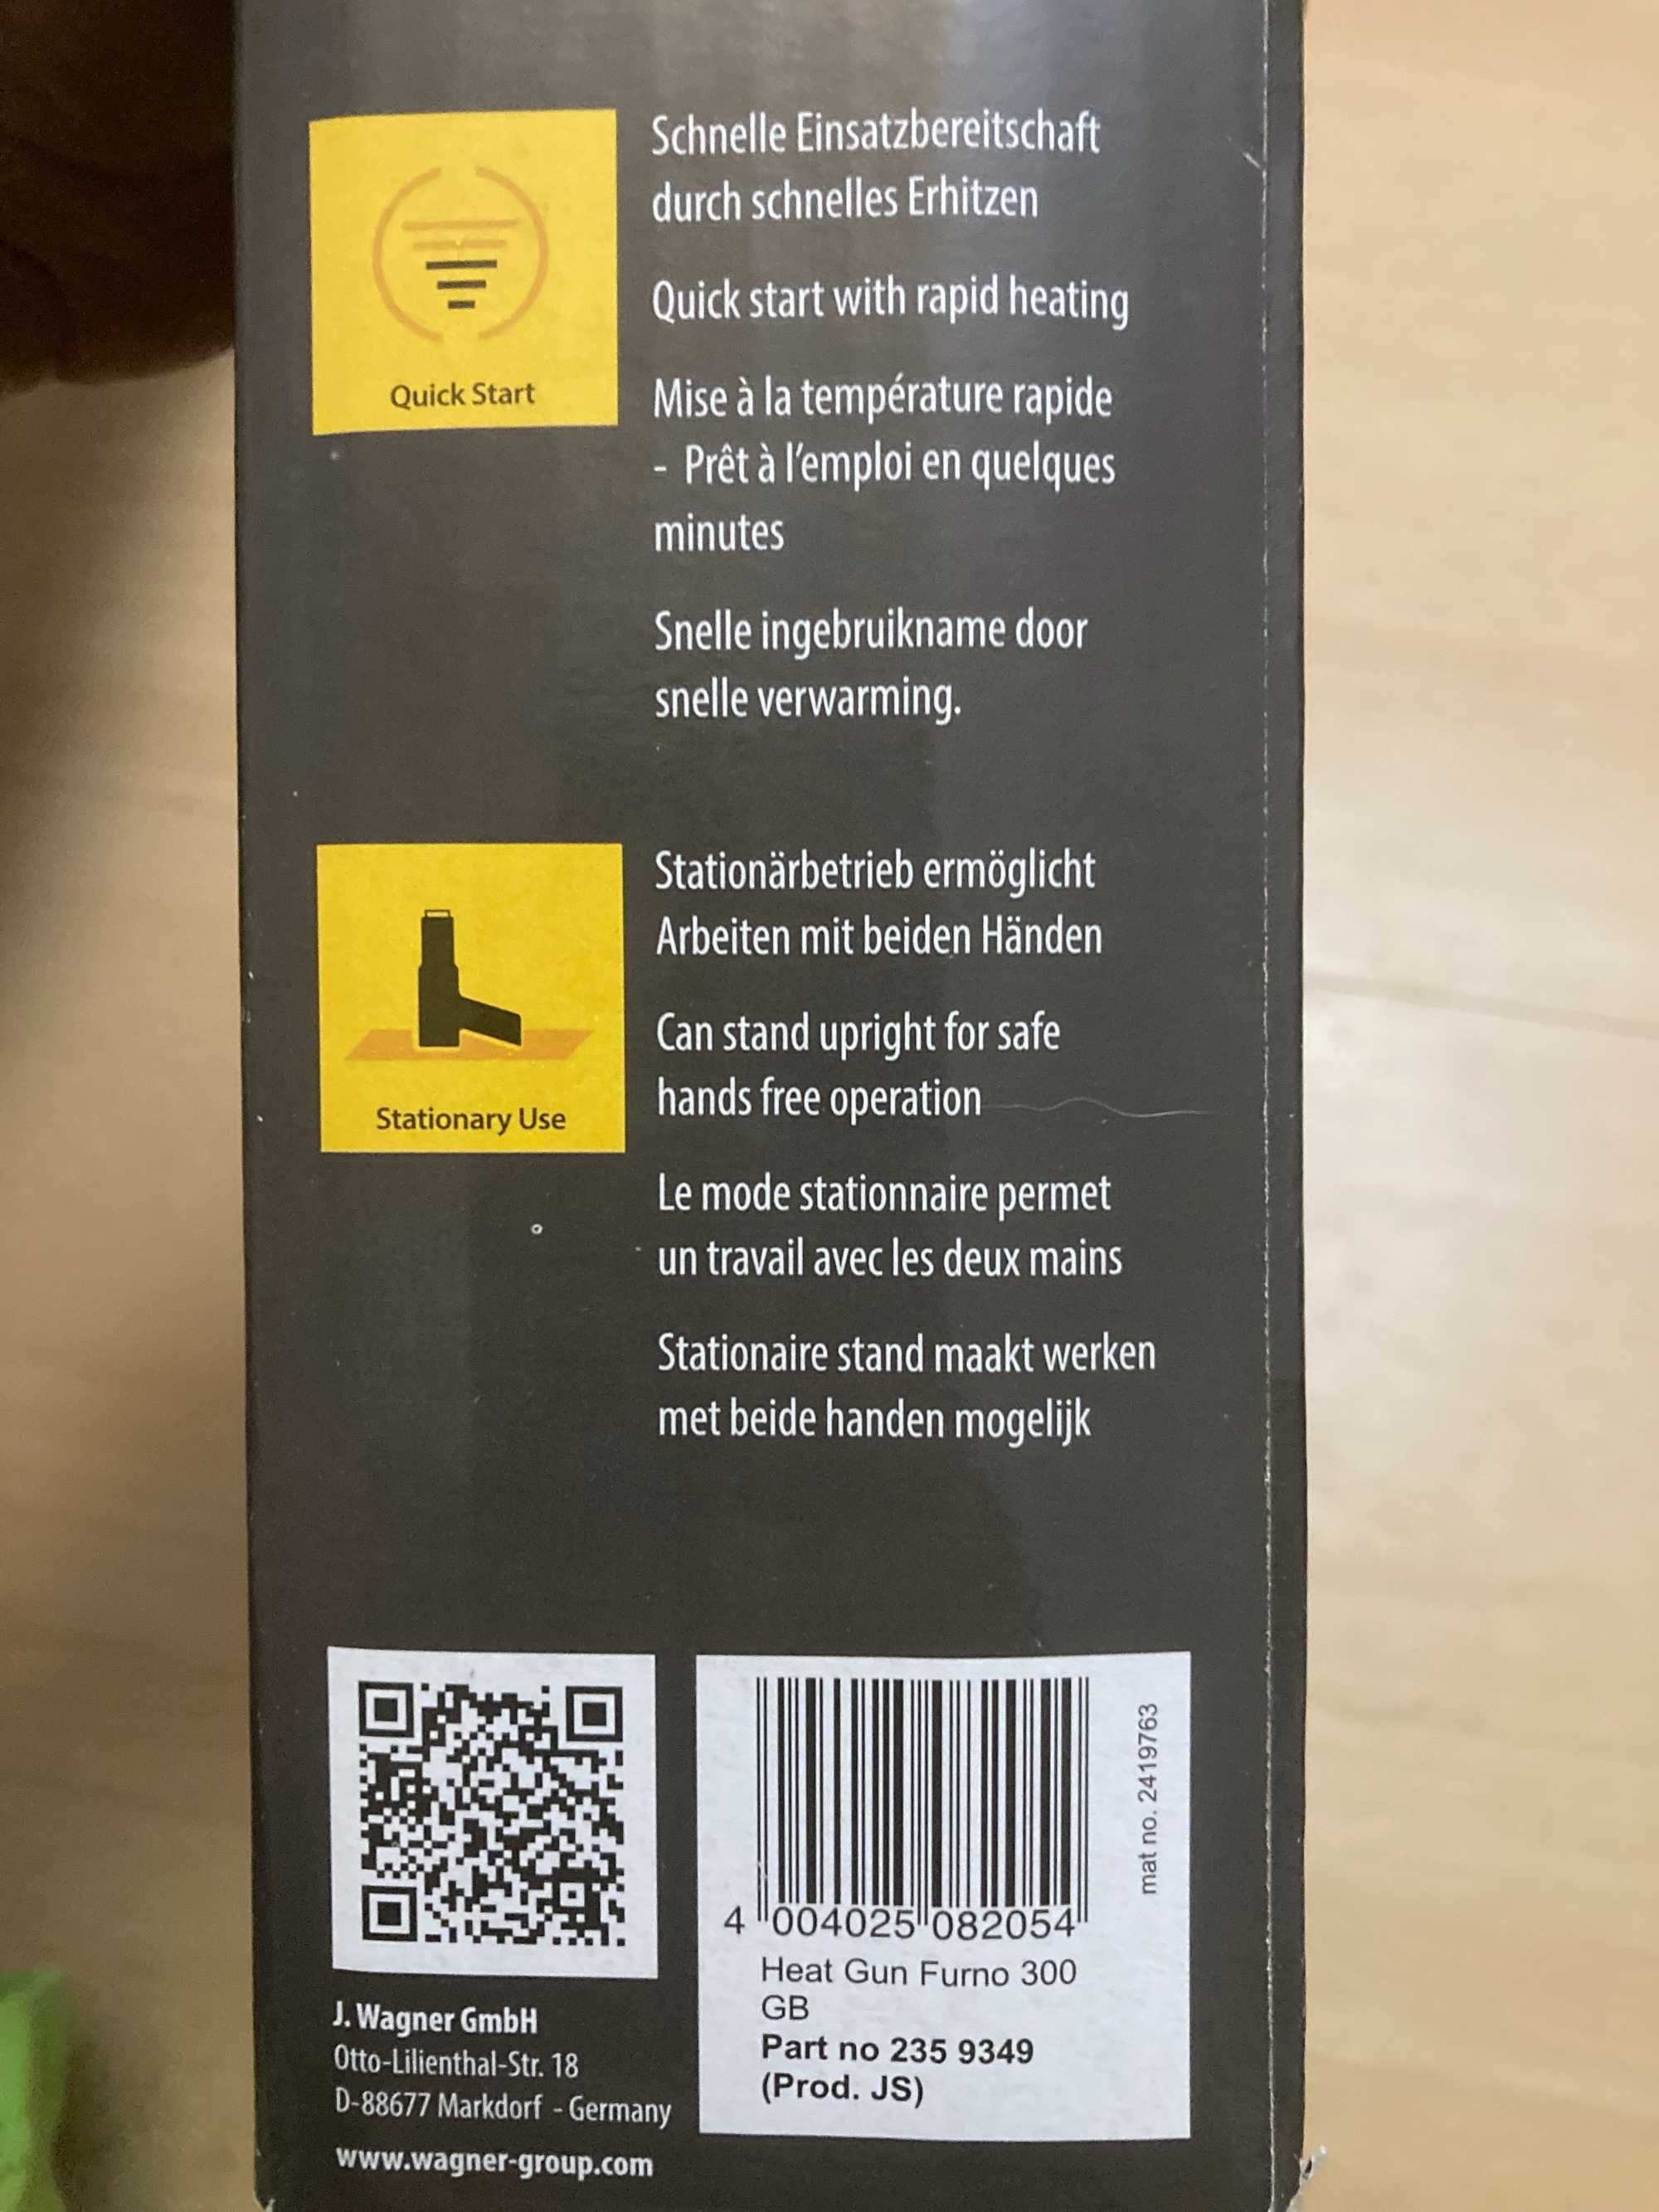 Quick Start
Schnelle Einsatzbereitschaft
durch schnelles Erhitzen
Quick start with rapid heating
Mise à la température rapide
- Prêt à l'emploi en quelques
minutes
Snelle ingebruikname door
snelle verwarming.
Stationary Use
Stationärbetrieb ermöglicht
Arbeiten mit beiden Händen
Can stand upright for safe
hands free operation
Le mode stationnaire permet
un travail avec les deux mains
Stationaire stand maakt werken
met beide handen mogelijk
J. Wagner GmbH
Otto-Lilienthal-Str. 18
D-88677 Markdorf - Germany
www.wagner-group.com
4 004025 082054
Heat Gun Furno 300
GB
Part no 235 9349
(Prod. JS)
mat no. 2419763